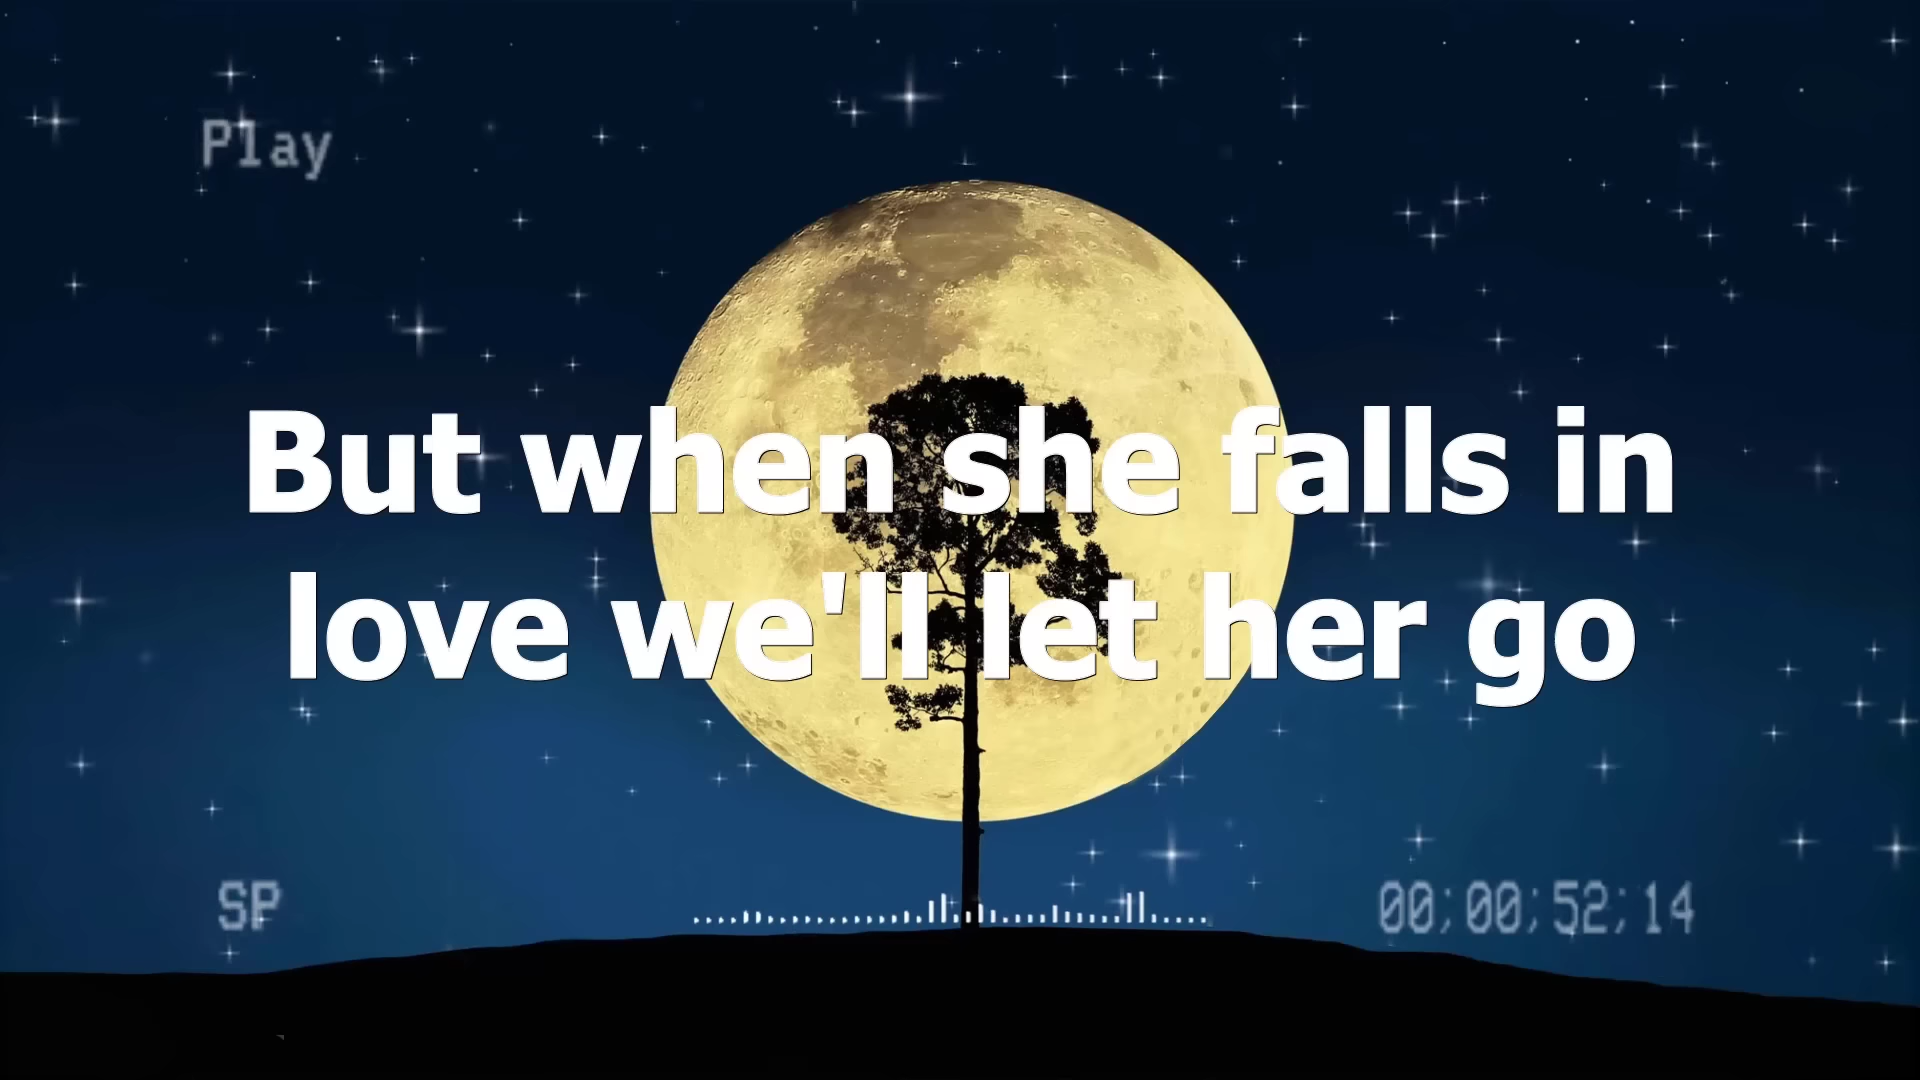 Play
But when she falls in
love we'll let her go
SP
00;00;52;14